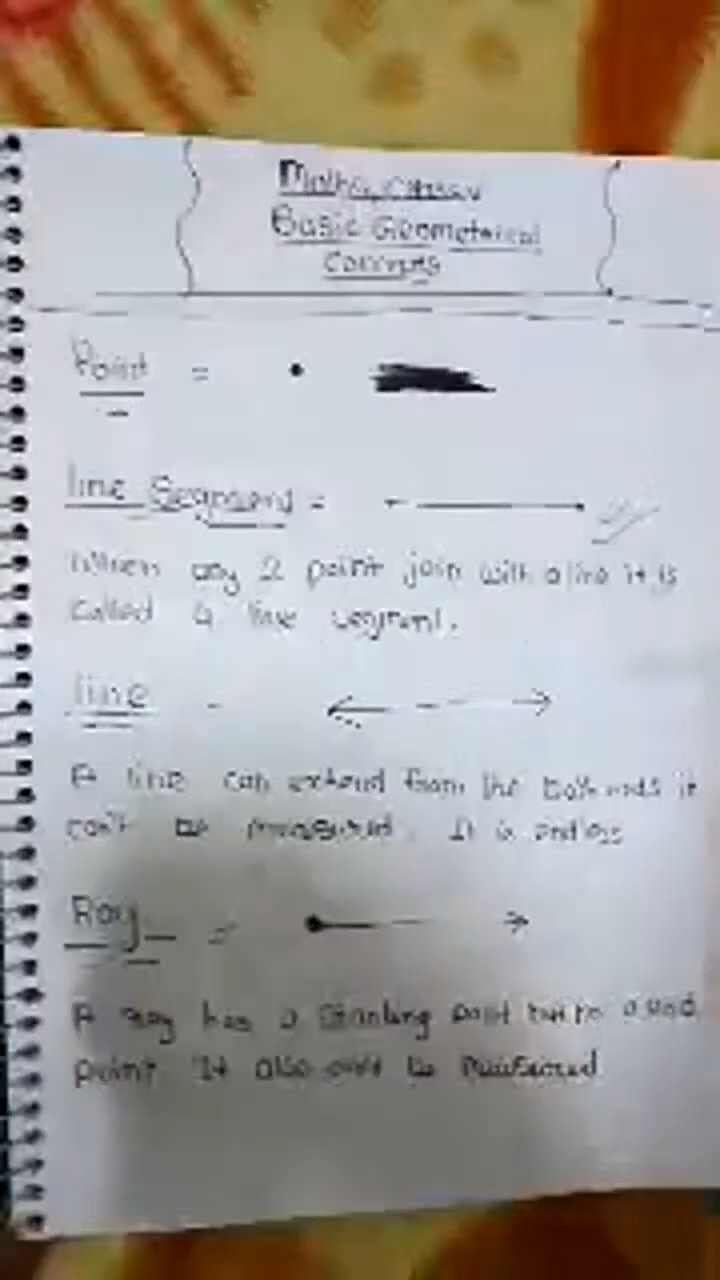 Maths
Basic Geometrical
Concepts
Point =
line Segment =
When any 2 point join with a line it is
called a line segment.
line -
A line can extend from the both ends it
can't be measured. It is endless
Ray =
A Ray has a Starting point but no a end
point It also can't be measured